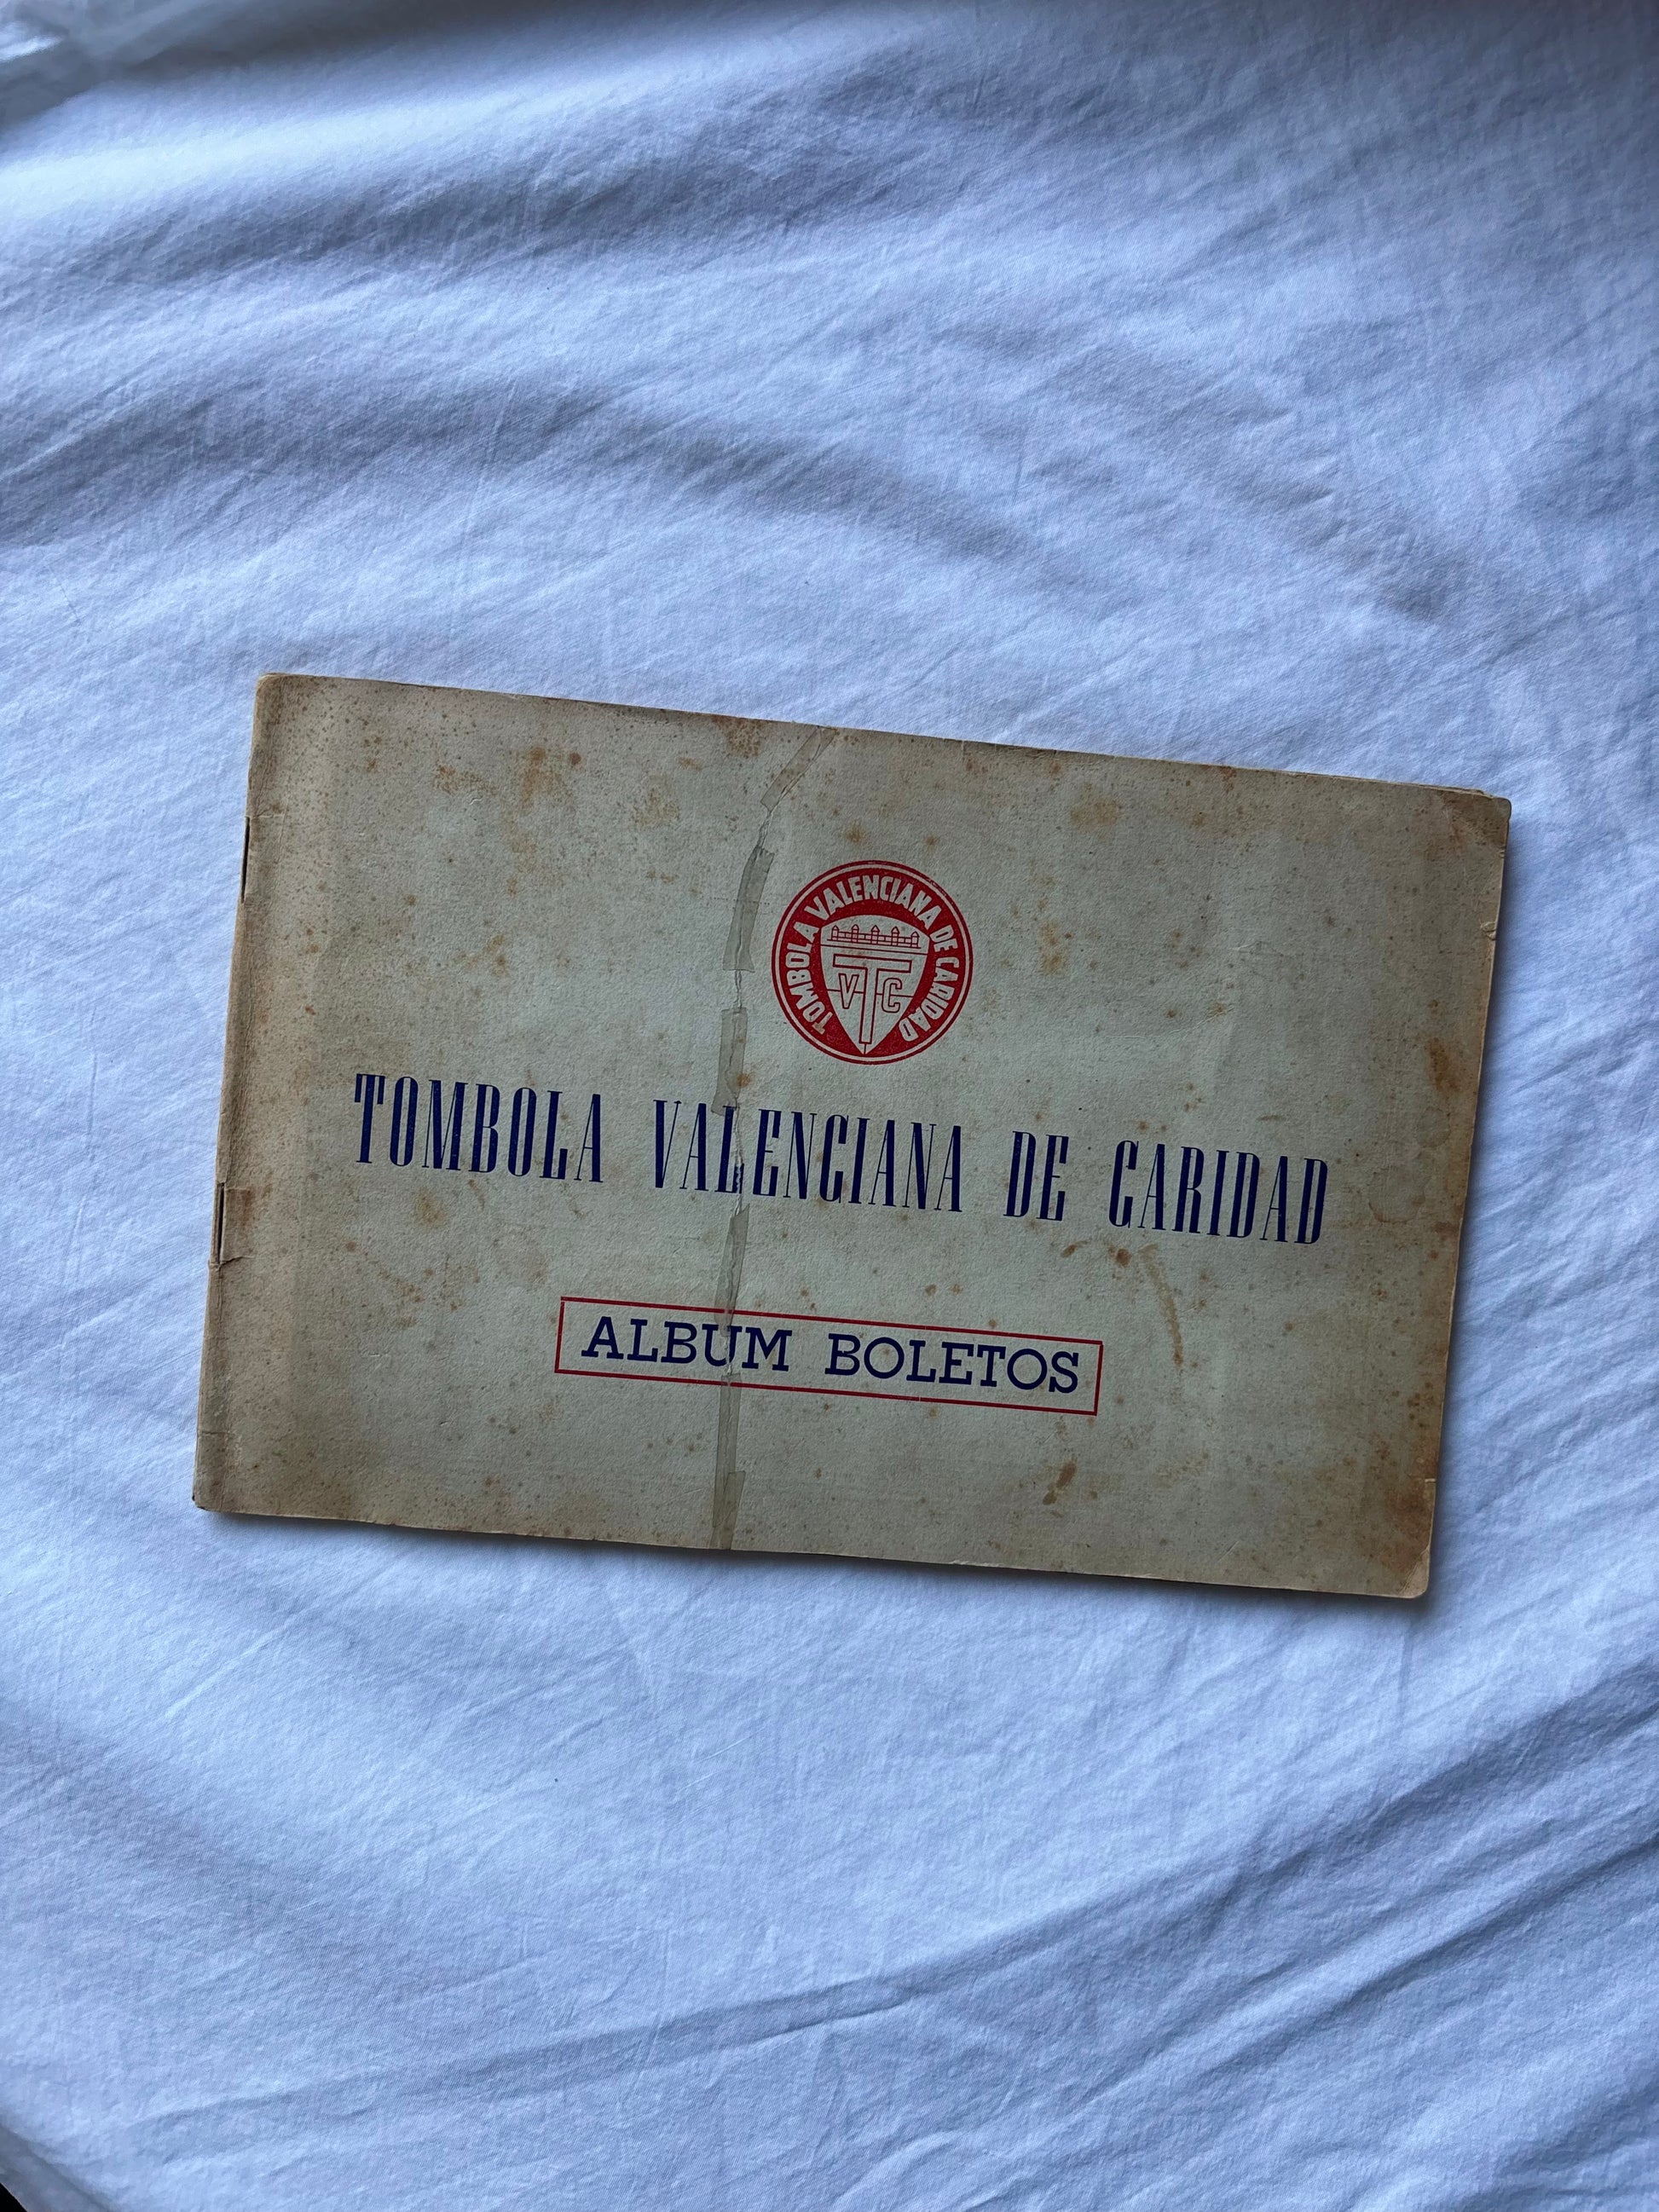 TOMBOLA VALENCIANA DE CARIDAD
V T C
TOMBOLA VALENCIANA DE CARIDAD
ALBUM BOLETOS